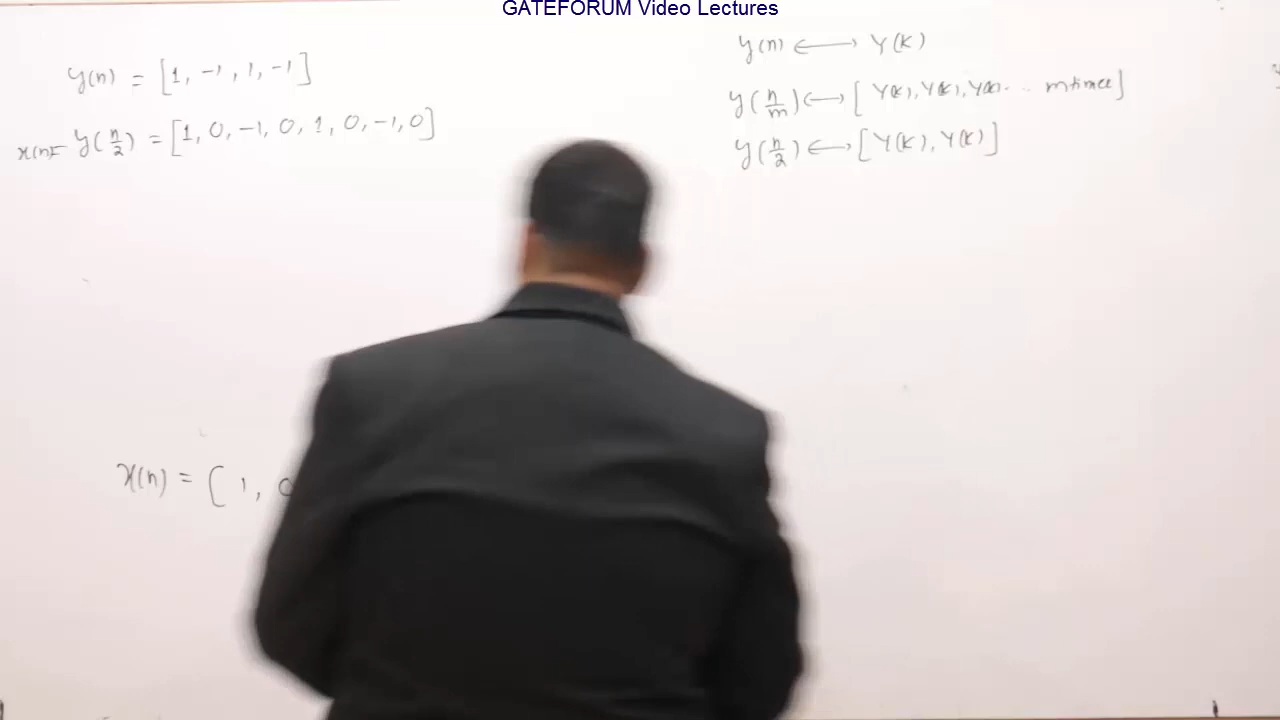 GATEFORUM Video Lectures
y(n) = [1, -1, 1, -1]
x(n)= y(n/2) = [1, 0, -1, 0, 1, 0, -1, 0]
y(n) ⟷ Y(K)
y(n/m) ⟷ [Y(K), Y(K), Y(K)... m times]
y(n/2) ⟷ [Y(K), Y(K)]
x(n) = [1, 0